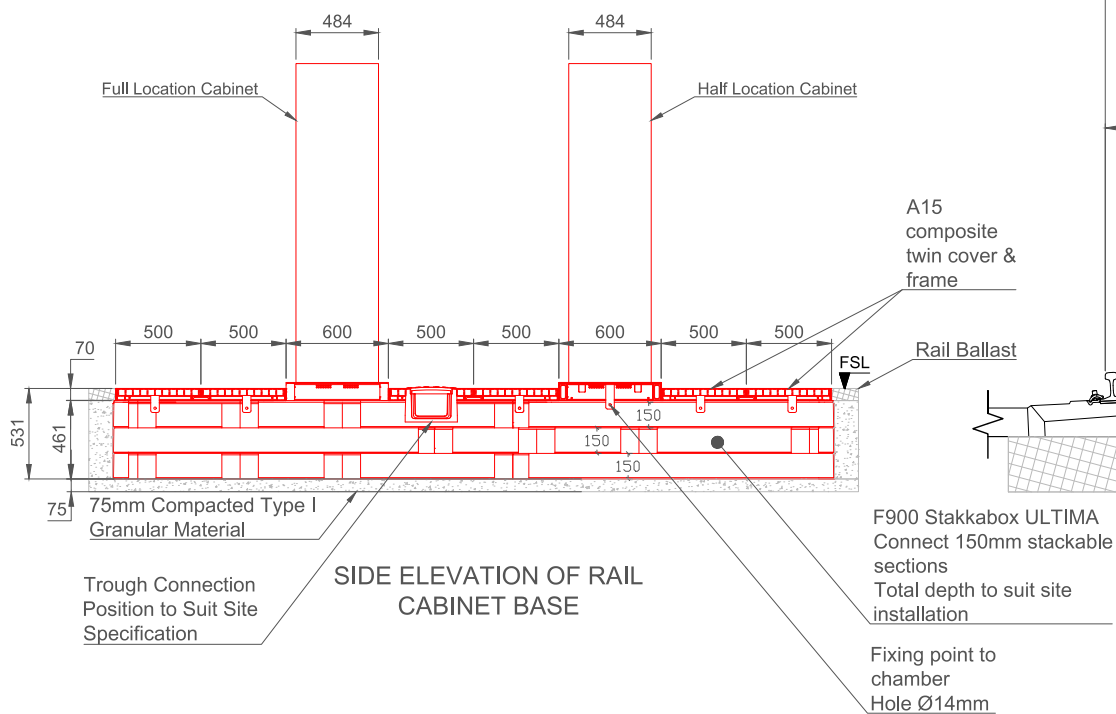 484
484
Full Location Cabinet
Half Location Cabinet
A15
composite
twin cover &
frame
500
500
600
500
500
600
500
500
70
FSL
Rail Ballast
531
461
150
150
150
75
75mm Compacted Type I
Granular Material
F900 Stakkabox ULTIMA
Connect 150mm stackable
sections
Total depth to suit site
installation
Trough Connection
Position to Suit Site
Specification
SIDE ELEVATION OF RAIL
CABINET BASE
Fixing point to
chamber
Hole Ø14mm